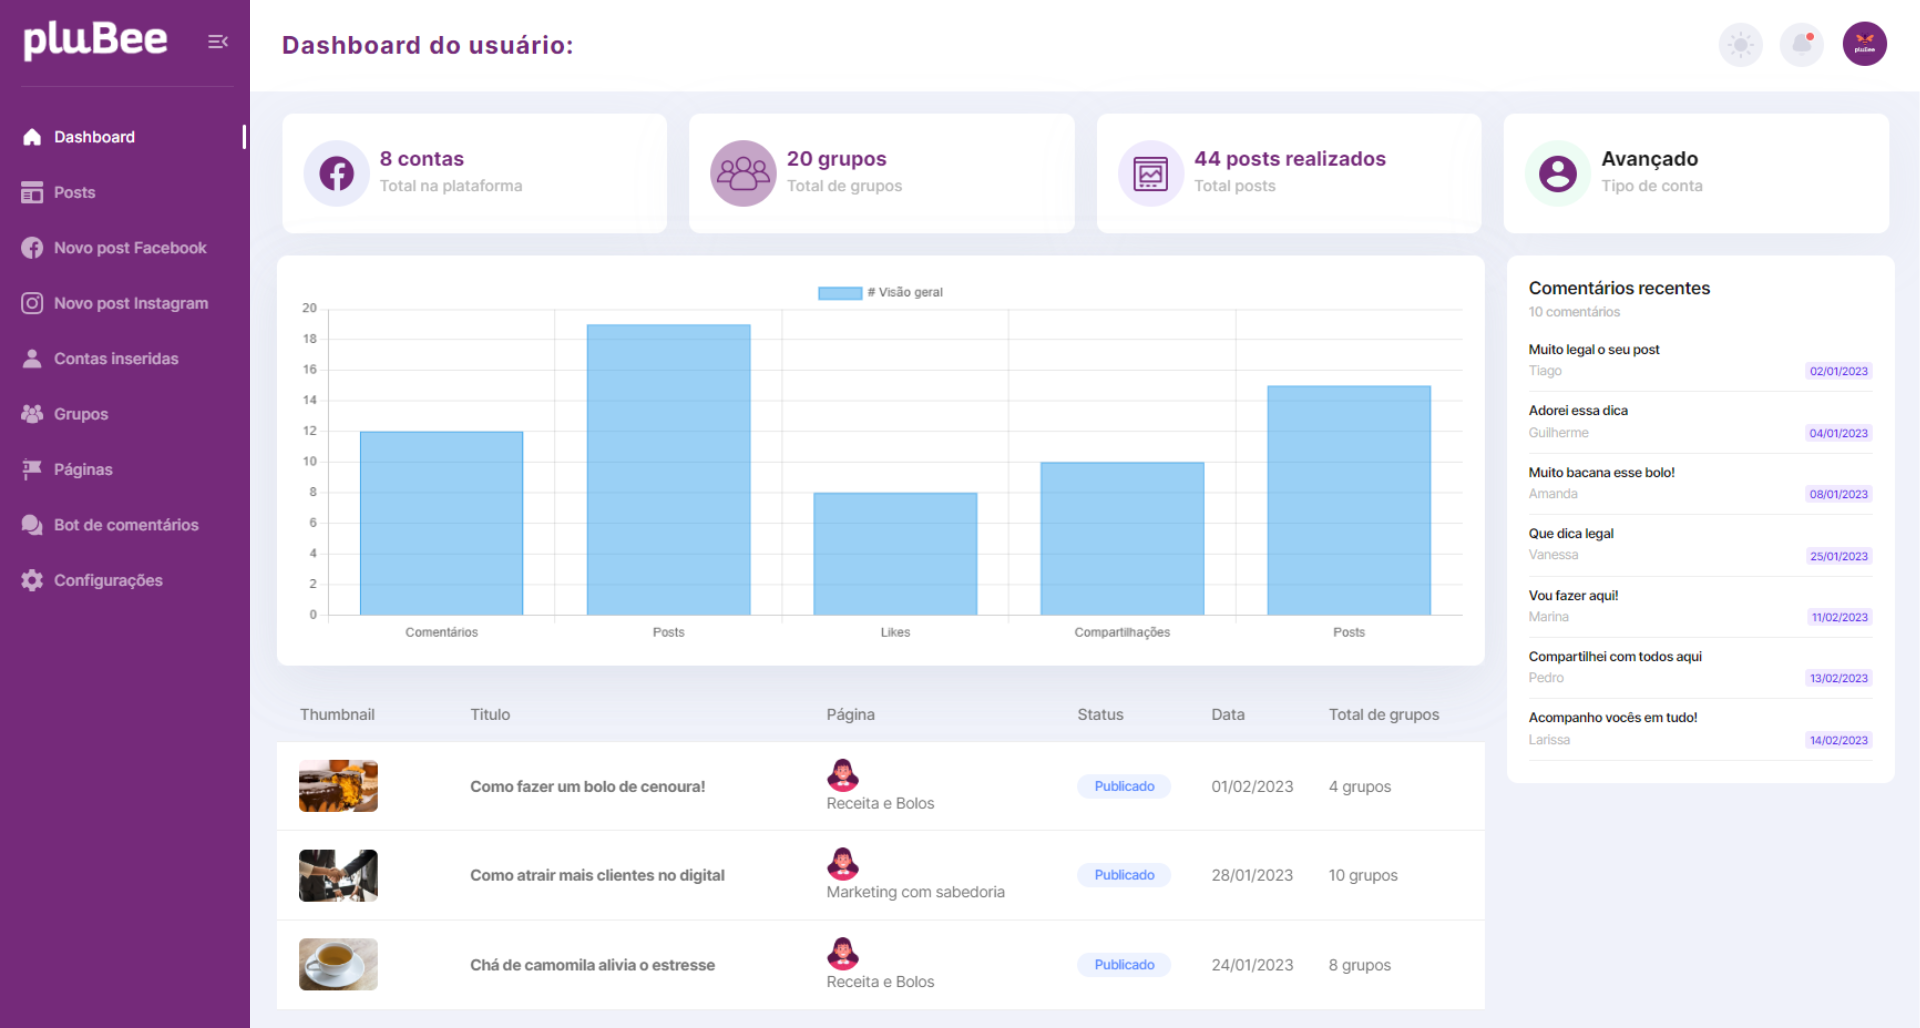 pluBee
Dashboard do usuário:
pluBee
Dashboard
Posts
Novo post Facebook
Novo post Instagram
Contas inseridas
Grupos
Páginas
Bot de comentários
Configurações
8 contas
Total na plataforma
20 grupos
Total de grupos
44 posts realizados
Total posts
Avançado
Tipo de conta
# Visão geral
20
18
16
14
12
10
8
6
4
2
0
Comentários Posts Likes Compartilhações Posts
Comentários recentes
10 comentários
Muito legal o seu post
Tiago 02/01/2023
Adorei essa dica
Guilherme 04/01/2023
Muito bacana esse bolo!
Amanda 08/01/2023
Que dica legal
Vanessa 25/01/2023
Vou fazer aqui!
Marina 11/02/2023
Compartilhei com todos aqui
Pedro 13/02/2023
Acompanho vocês em tudo!
Larissa 14/02/2023
Thumbnail Titulo Página Status Data Total de grupos
Como fazer um bolo de cenoura! Receita e Bolos Publicado 01/02/2023 4 grupos
Como atrair mais clientes no digital Marketing com sabedoria Publicado 28/01/2023 10 grupos
Chá de camomila alivia o estresse Receita e Bolos Publicado 24/01/2023 8 grupos